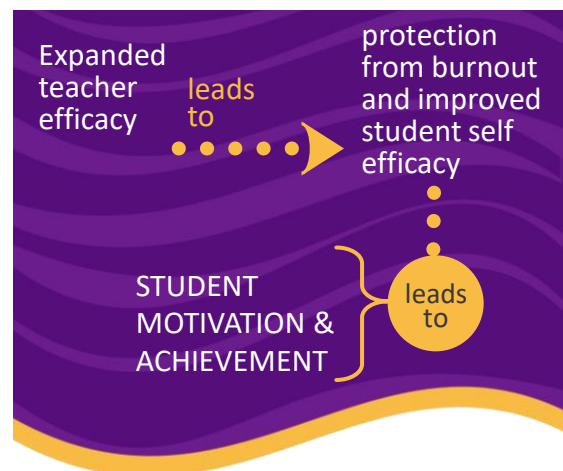 Expanded
teacher
efficacy
leads
to
protection
from burnout
and improved
student self
efficacy
leads
to
STUDENT
MOTIVATION &
ACHIEVEMENT